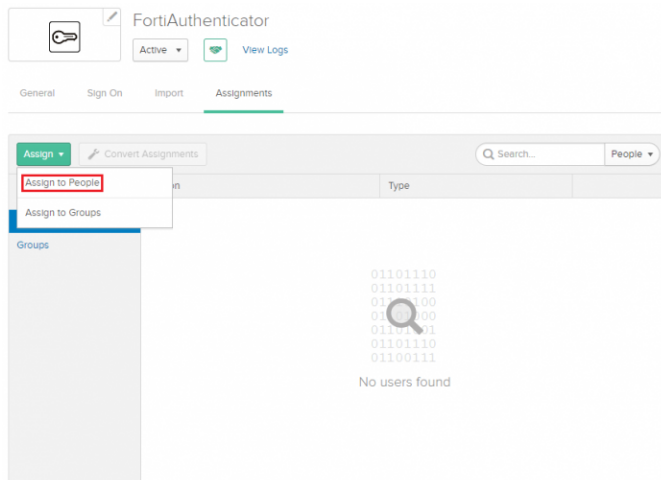 FortiAuthenticator
Active
View Logs
General Sign On Import Assignments
Assign Convert Assignments Search... People
Assign to People
Type
Assign to Groups
Groups
01101110
01101111
No users found